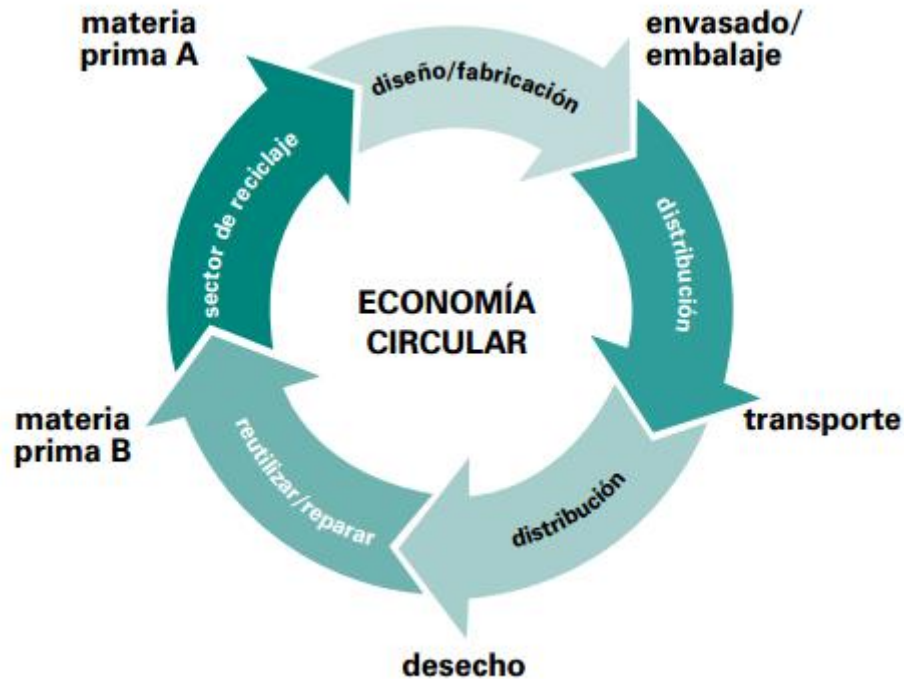 materia
prima A
envasado/
embalaje
diseño/fabricación
distribución
sector de reciclaje
ECONOMÍA
CIRCULAR
materia
prima B
transporte
reutilizar/reparar
distribución
desecho